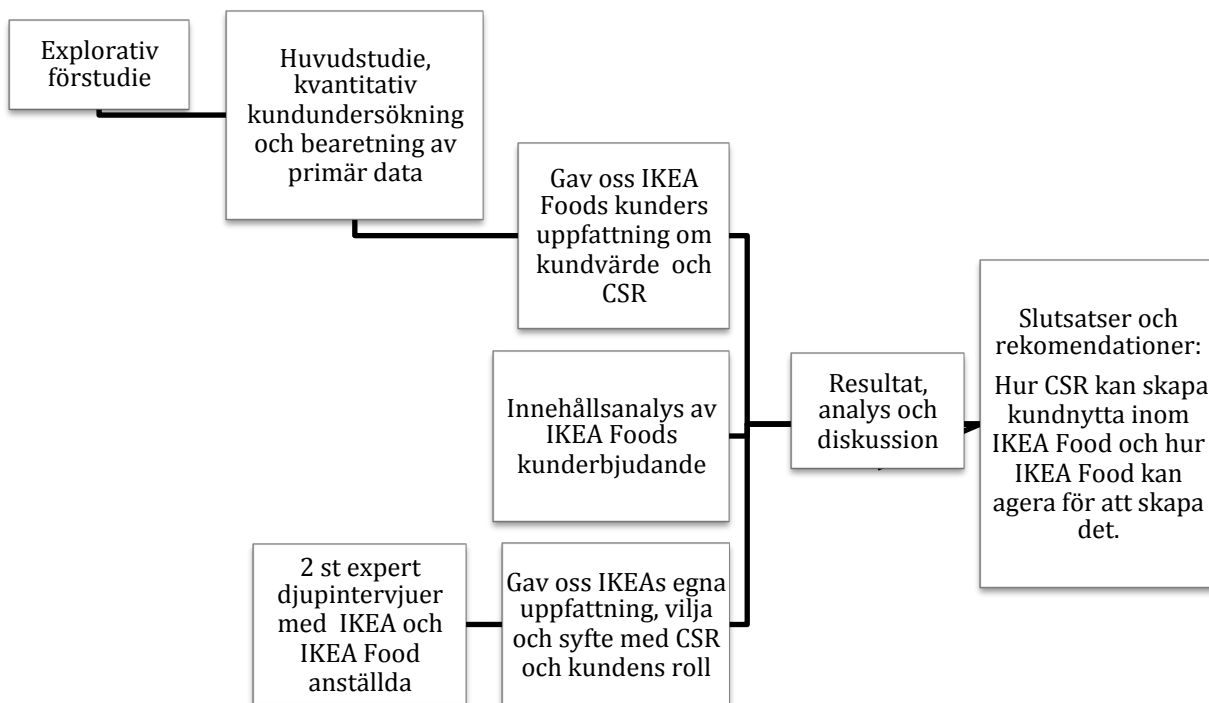 Explorativ
förstudie
Huvudstudie,
kvantitativ
kundundersökning
och bearetning av
primär data
Gav oss IKEA
Foods kunders
uppfattning om
kundvärde och
CSR
Innehållsanalys av
IKEA Foods
kunderbjudande
2 st expert
djupintervjuer
med IKEA och
IKEA Food
anställda
Gav oss IKEAs egna
uppfattning, vilja
och syfte med CSR
och kundens roll
Resultat,
analys och
diskussion
Slutsatser och
rekomendationer:
Hur CSR kan skapa
kundnytta inom
IKEA Food och hur
IKEA Food kan
agera för att skapa
det.